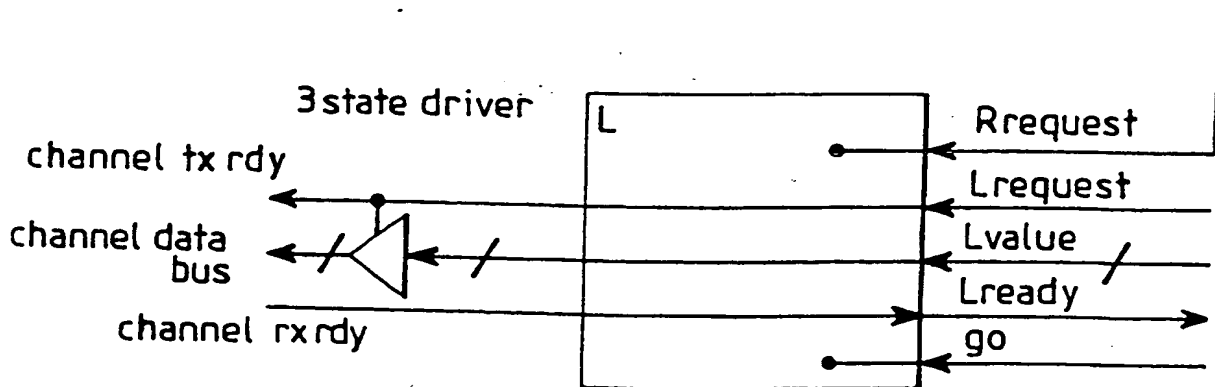 3state driver
L
Rrequest
channel tx rdy
Lrequest
channel data
bus
Lvalue
Lready
channel rx rdy
go